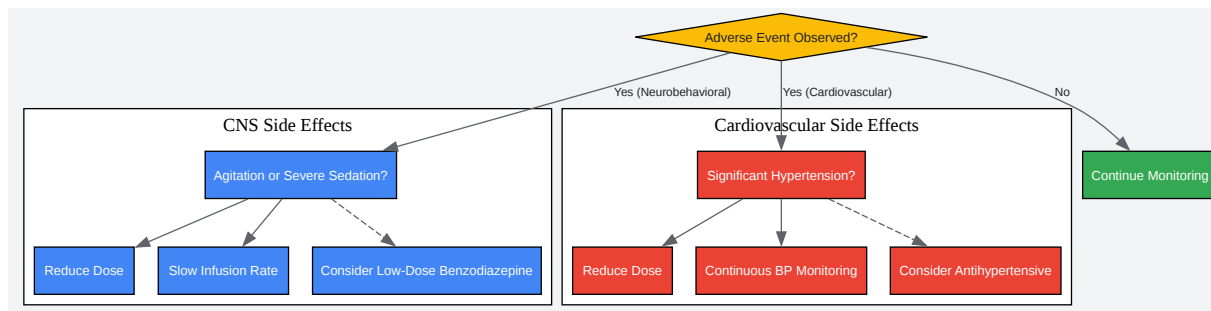 Adverse Event Observed?
Yes (Neurobehavioral)
Yes (Cardiovascular)
No
CNS Side Effects
Cardiovascular Side Effects
Agitation or Severe Sedation?
Significant Hypertension?
Continue Monitoring
Reduce Dose
Slow Infusion Rate
Consider Low-Dose Benzodiazepine
Reduce Dose
Continuous BP Monitoring
Consider Antihypertensive